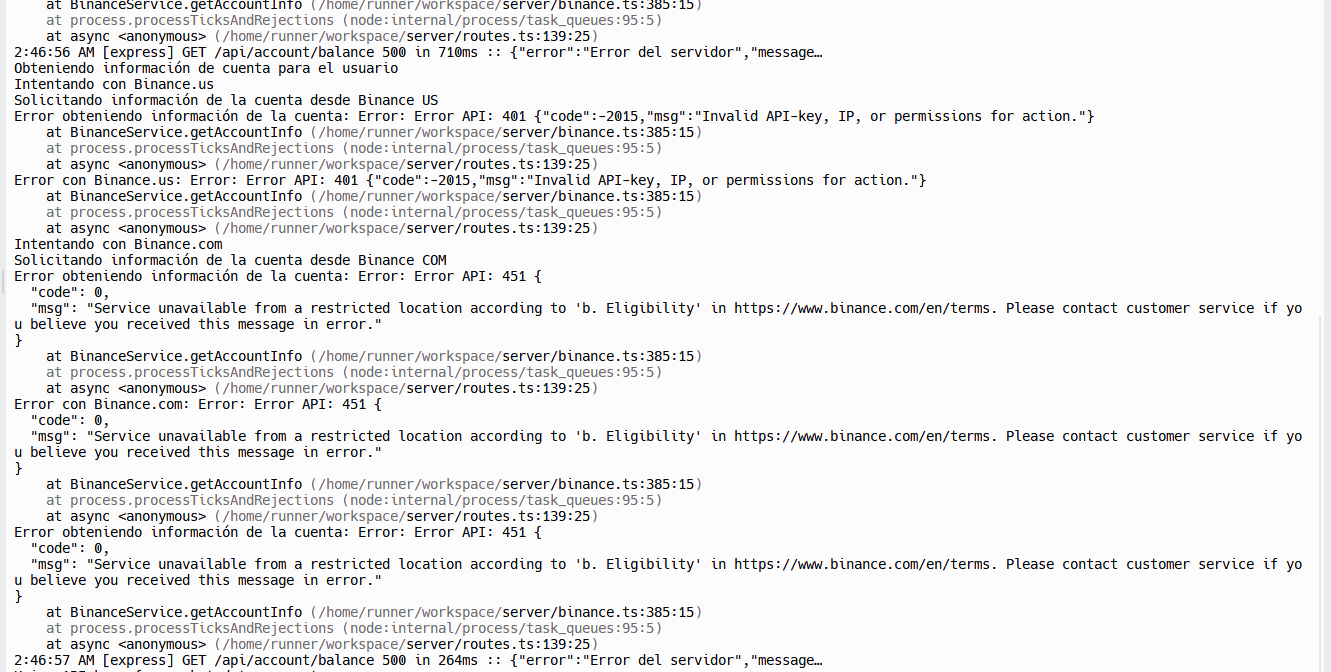 at BinanceService.getAccountInfo (/home/runner/workspace/server/binance.ts:385:15)
at process.processTicksAndRejections (node:internal/process/task_queues:95:5)
at async <anonymous> (/home/runner/workspace/server/routes.ts:139:25)
2:46:56 AM [express] GET /api/account/balance 500 in 710ms :: {"error":"Error del servidor","message…
Obteniendo información de cuenta para el usuario
Intentando con Binance.us
Solicitando información de la cuenta desde Binance US
Error obteniendo información de la cuenta: Error: Error API: 401 {"code":-2015,"msg":"Invalid API-key, IP, or permissions for action."}
at BinanceService.getAccountInfo (/home/runner/workspace/server/binance.ts:385:15)
at process.processTicksAndRejections (node:internal/process/task_queues:95:5)
at async <anonymous> (/home/runner/workspace/server/routes.ts:139:25)
Error con Binance.us: Error: Error API: 401 {"code":-2015,"msg":"Invalid API-key, IP, or permissions for action."}
at BinanceService.getAccountInfo (/home/runner/workspace/server/binance.ts:385:15)
at process.processTicksAndRejections (node:internal/process/task_queues:95:5)
at async <anonymous> (/home/runner/workspace/server/routes.ts:139:25)
Intentando con Binance.com
Solicitando información de la cuenta desde Binance COM
Error obteniendo información de la cuenta: Error: Error API: 451 {
"code": 0,
"msg": "Service unavailable from a restricted location according to 'b. Eligibility' in https://www.binance.com/en/terms. Please contact customer service if yo
u believe you received this message in error."
}
at BinanceService.getAccountInfo (/home/runner/workspace/server/binance.ts:385:15)
at process.processTicksAndRejections (node:internal/process/task_queues:95:5)
at async <anonymous> (/home/runner/workspace/server/routes.ts:139:25)
Error con Binance.com: Error: Error API: 451 {
"code": 0,
"msg": "Service unavailable from a restricted location according to 'b. Eligibility' in https://www.binance.com/en/terms. Please contact customer service if yo
u believe you received this message in error."
}
at BinanceService.getAccountInfo (/home/runner/workspace/server/binance.ts:385:15)
at process.processTicksAndRejections (node:internal/process/task_queues:95:5)
at async <anonymous> (/home/runner/workspace/server/routes.ts:139:25)
Error obteniendo información de la cuenta: Error: Error API: 451 {
"code": 0,
"msg": "Service unavailable from a restricted location according to 'b. Eligibility' in https://www.binance.com/en/terms. Please contact customer service if yo
u believe you received this message in error."
}
at BinanceService.getAccountInfo (/home/runner/workspace/server/binance.ts:385:15)
at process.processTicksAndRejections (node:internal/process/task_queues:95:5)
at async <anonymous> (/home/runner/workspace/server/routes.ts:139:25)
2:46:57 AM [express] GET /api/account/balance 500 in 264ms :: {"error":"Error del servidor","message…